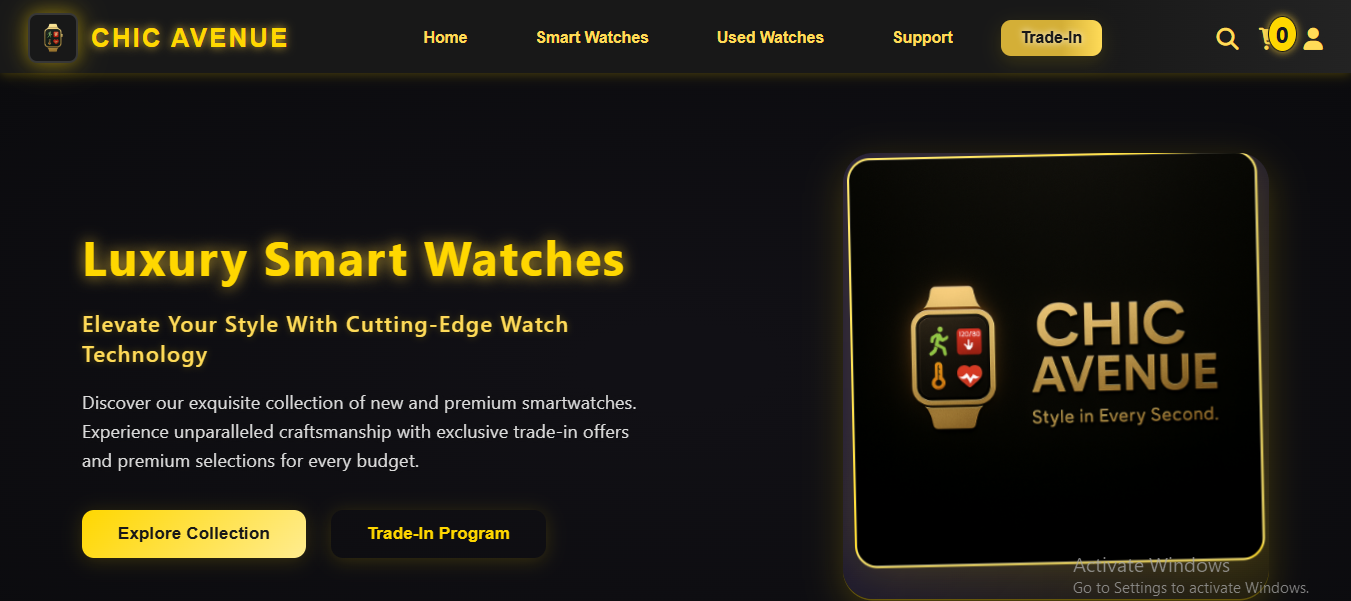 CHIC AVENUE
Home
Smart Watches
Used Watches
Support
Trade-In
0
Luxury Smart Watches
Elevate Your Style With Cutting-Edge Watch
Technology
Discover our exquisite collection of new and premium smartwatches.
Experience unparalleled craftsmanship with exclusive trade-in offers
and premium selections for every budget.
Explore Collection
Trade-In Program
120/80
CHIC
AVENUE
Style in Every Second.
Activate Windows
Go to Settings to activate Windows.